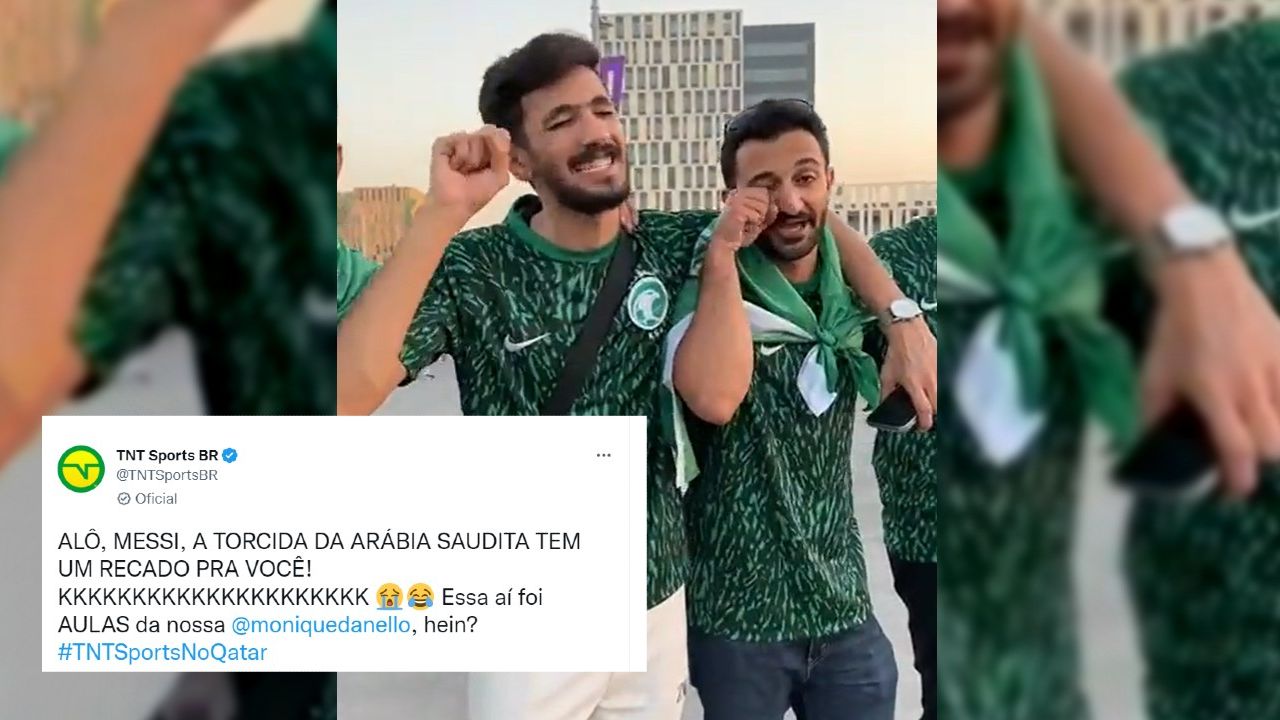 TNT Sports BR
@TNTSportsBR
Oficial
ALÔ, MESSI, A TORCIDA DA ARÁBIA SAUDITA TEM
UM RECADO PRA VOCÊ!
KKKKKKKKKKKKKKKKKKKKK 😭😂 Essa aí foi
AULAS da nossa @moniquedanello, hein?
#TNTSportsNoQatar